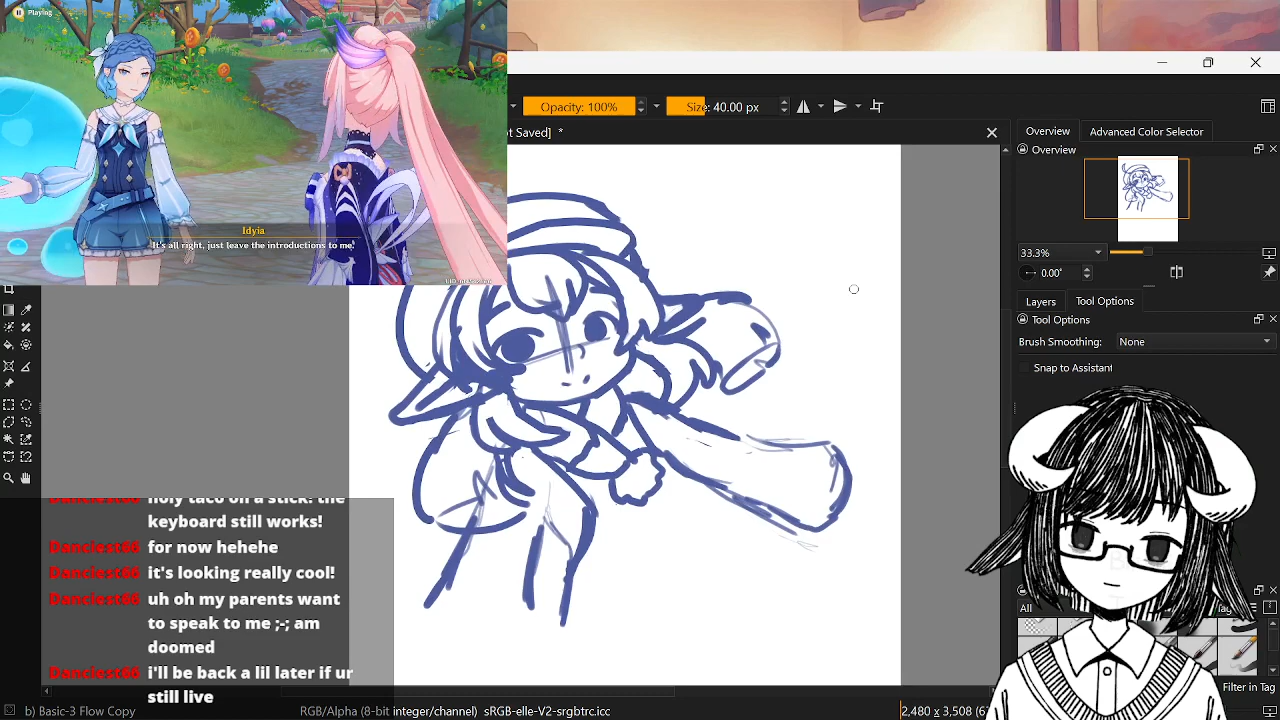 Playing
Idyia
It's all right, just leave the introductions to me.
Opacity: 100%
Size: 40.00 px
ot Saved] *
Overview
Advanced Color Selector
Overview
33.3%
0.00°
Layers
Tool Options
Tool Options
Brush Smoothing:
None
Snap to Assistant
All
Tag
Filter in Tag
Danciest66 holy taco on a stick! the
keyboard still works!
Danciest66 for now hehehe
Danciest66 it's looking really cool!
Danciest66 uh oh my parents want
to speak to me ;-; am
doomed
Danciest66 i'll be back a lil later if ur
still live
b) Basic-3 Flow Copy
RGB/Alpha (8-bit integer/channel) sRGB-elle-V2-srgbtrc.icc
2,480 x 3,508 (6